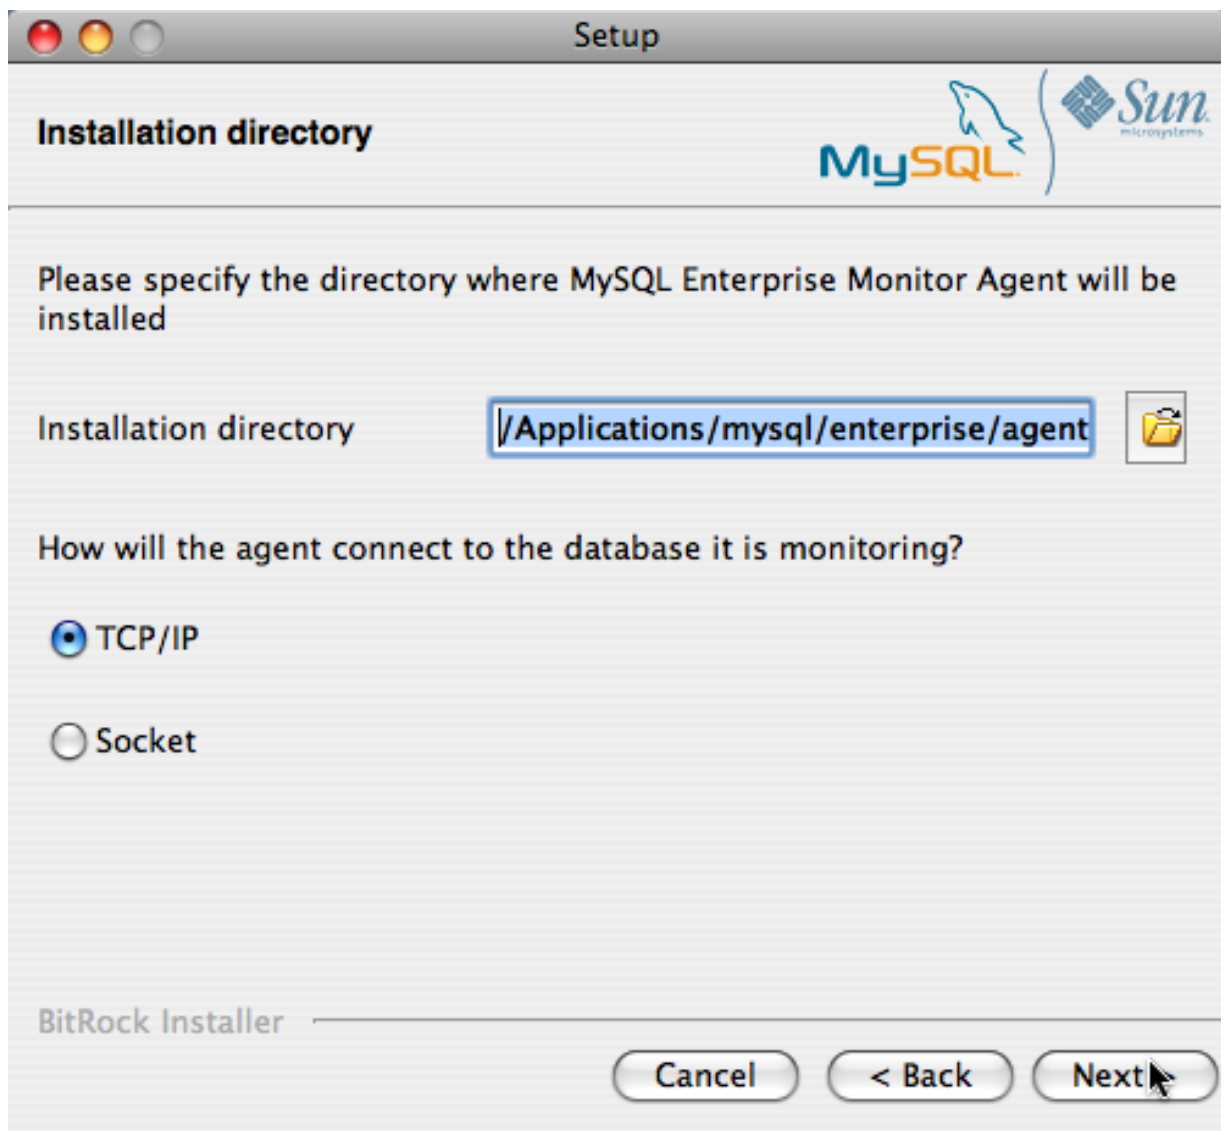 Setup
Installation directory
MySQL
Sun
microsystems
Please specify the directory where MySQL Enterprise Monitor Agent will be
installed
Installation directory
/Applications/mysql/enterprise/agent
How will the agent connect to the database it is monitoring?
TCP/IP
Socket
BitRock Installer
Cancel
< Back
Next